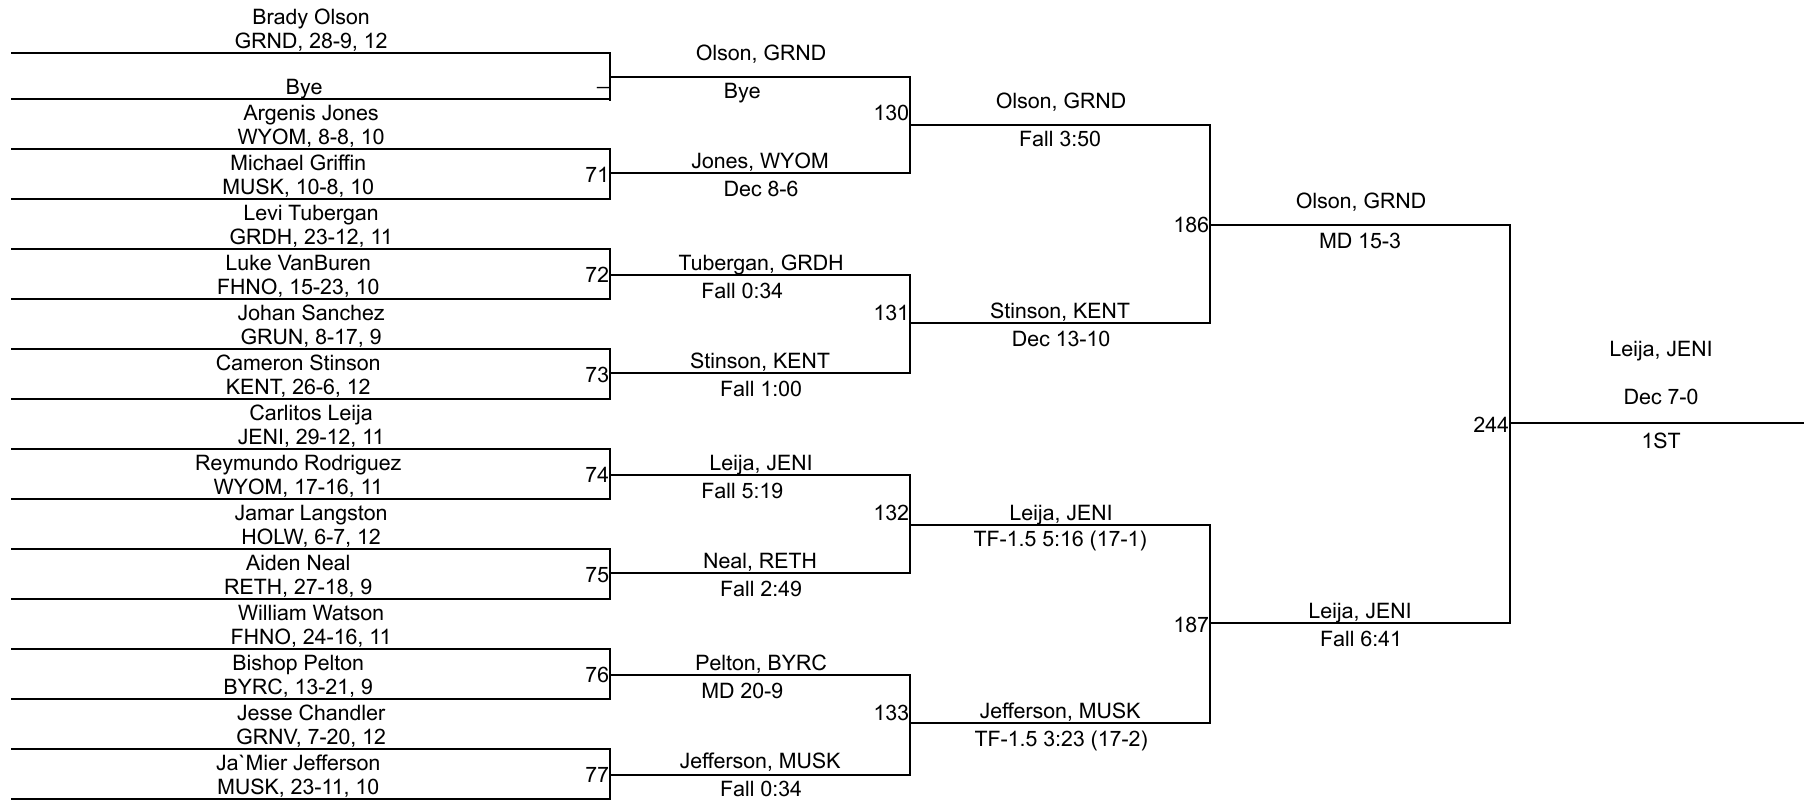 Brady Olson
GRND, 28-9, 12
Bye
Argenis Jones
WYOM, 8-8, 10
Michael Griffin
MUSK, 10-8, 10
Levi Tubergan
GRDH, 23-12, 11
Luke VanBuren
FHNO, 15-23, 10
Johan Sanchez
GRUN, 8-17, 9
Cameron Stinson
KENT, 26-6, 12
Carlitos Leija
JENI, 29-12, 11
Reymundo Rodriguez
WYOM, 17-16, 11
Jamar Langston
HOLW, 6-7, 12
Aiden Neal
RETH, 27-18, 9
William Watson
FHNO, 24-16, 11
Bishop Pelton
BYRC, 13-21, 9
Jesse Chandler
GRNV, 7-20, 12
Ja`Mier Jefferson
MUSK, 23-11, 10
71
72
73
74
75
76
77
Olson, GRND
Bye
Jones, WYOM
Dec 8-6
Tubergan, GRDH
Fall 0:34
Stinson, KENT
Fall 1:00
Leija, JENI
Fall 5:19
Neal, RETH
Fall 2:49
Pelton, BYRC
MD 20-9
Jefferson, MUSK
Fall 0:34
130
131
132
133
Olson, GRND
Fall 3:50
Stinson, KENT
Dec 13-10
Leija, JENI
TF-1.5 5:16 (17-1)
Jefferson, MUSK
TF-1.5 3:23 (17-2)
186
187
Olson, GRND
MD 15-3
Leija, JENI
Fall 6:41
244
Leija, JENI
Dec 7-0
1ST